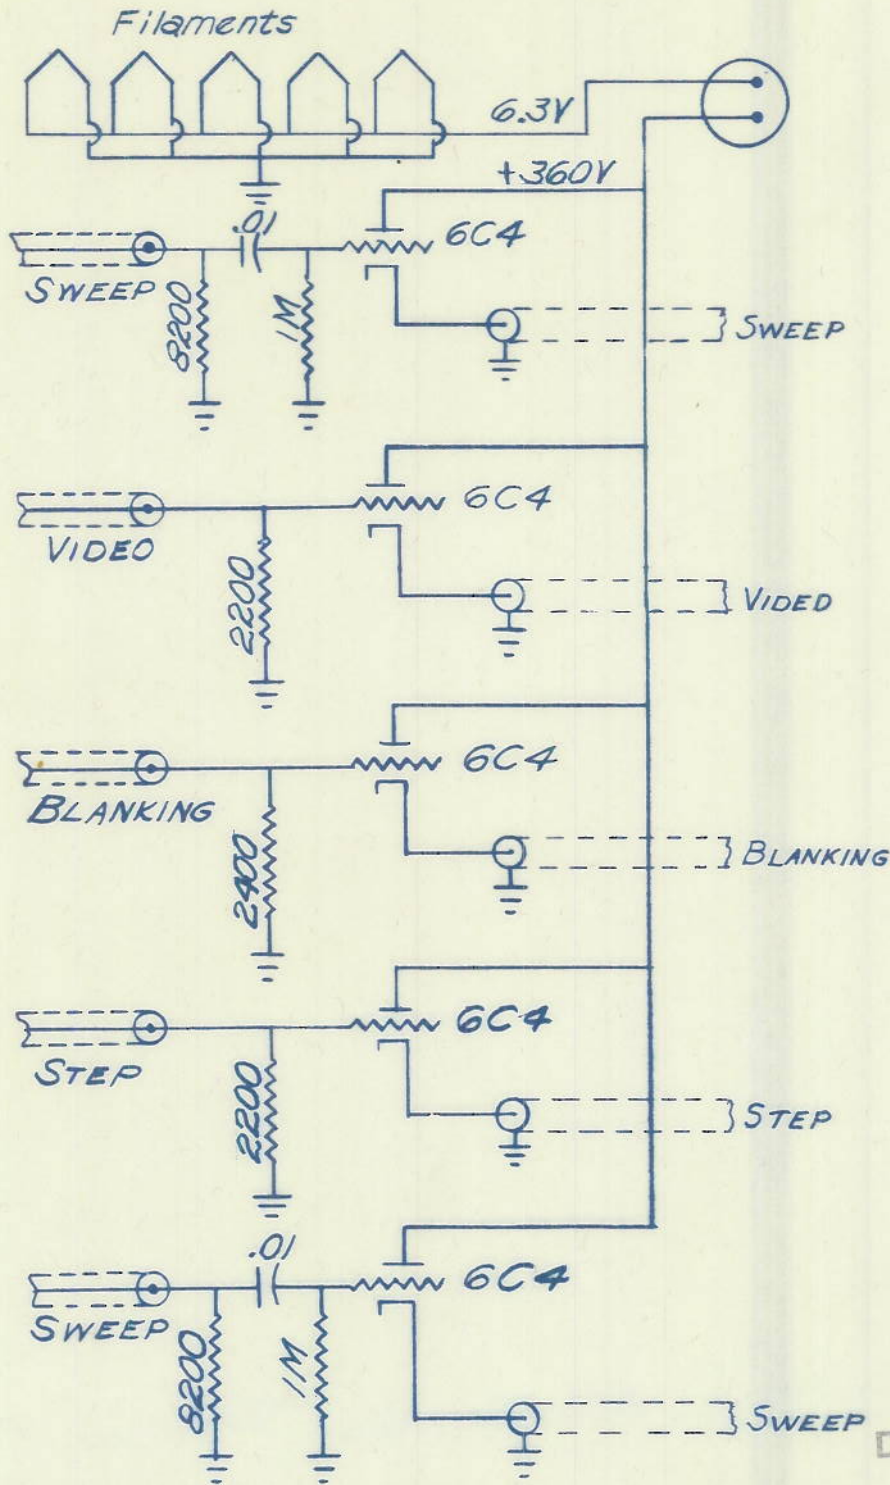 Filaments
6.3V
+360V
.01
6C4
SWEEP
8200
1M
SWEEP
6C4
VIDEO
2200
VIDEO
6C4
BLANKING
2400
BLANKING
6C4
STEP
2200
STEP
.01
6C4
SWEEP
8200
1M
SWEEP